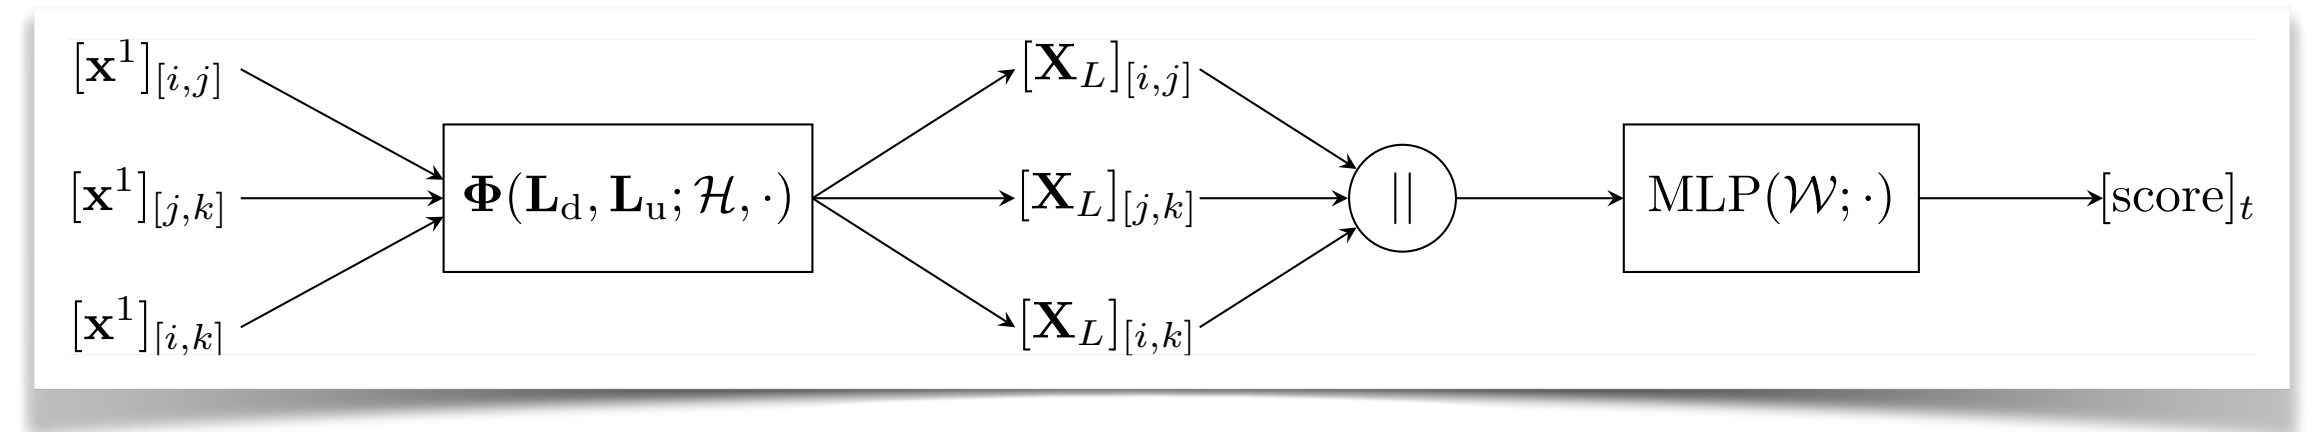 [x¹]_{[i,j]}
[x¹]_{[j,k]}
[x¹]_{[i,k]}
Φ(L_d, L_u; ℋ, ·)
[X_L]_{[i,j]}
[X_L]_{[j,k]}
[X_L]_{[i,k]}
||
MLP(𝒲; ·)
[score]_t